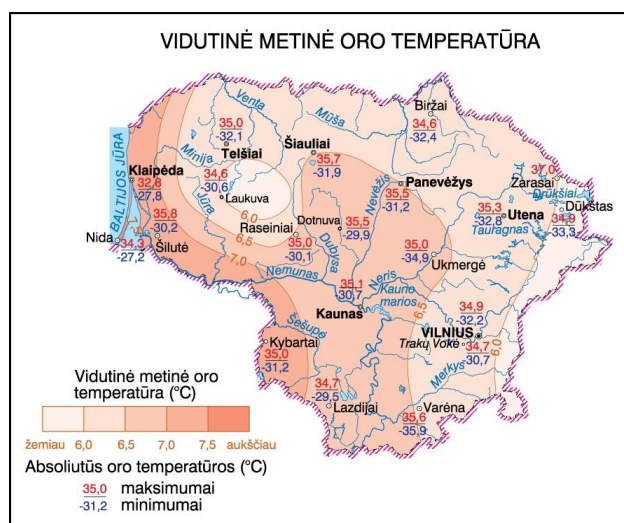 VIDUTINĖ METINĖ ORO TEMPERATŪRA
Biržai
34,6
-32,4
Venta
Mūša
35,0
-32,1
Telšiai
Šiauliai
35,7
-31,9
BALTIJOS JŪRA
Klaipėda
32,8
-27,8
Minija
34,6
-30,6
Laukuva
Jūra
6,0
6,5
7,0
Nevėžis
Panevėžys
35,5
-31,2
37,0
Zarasai
Drūkšiai
Dūkštas
34,9
-33,3
35,3
-32,8
Utena
Tauragnas
35,8
-30,2
Šilutė
Nida
34,3
-27,2
Raseiniai
35,0
-30,1
Dotnuva
35,5
-29,9
Dubysa
35,0
-34,9
Ukmergė
Nemunas
35,1
-30,7
Kaunas
Neris
Kauno
marios
6,5
34,9
-32,2
VILNIUS
Trakų Vokė
34,7
-30,7
6,0
Merkys
Šešupė
Kybartai
35,0
-31,2
34,7
-29,5
Lazdijai
Varėna
35,6
-35,9
Vidutinė metinė oro
temperatūra (°C)
žemiau 6,0 6,5 7,0 7,5 aukščiau
Absoliutūs oro temperatūros (°C)
35,0 maksimumai
-31,2 minimumai